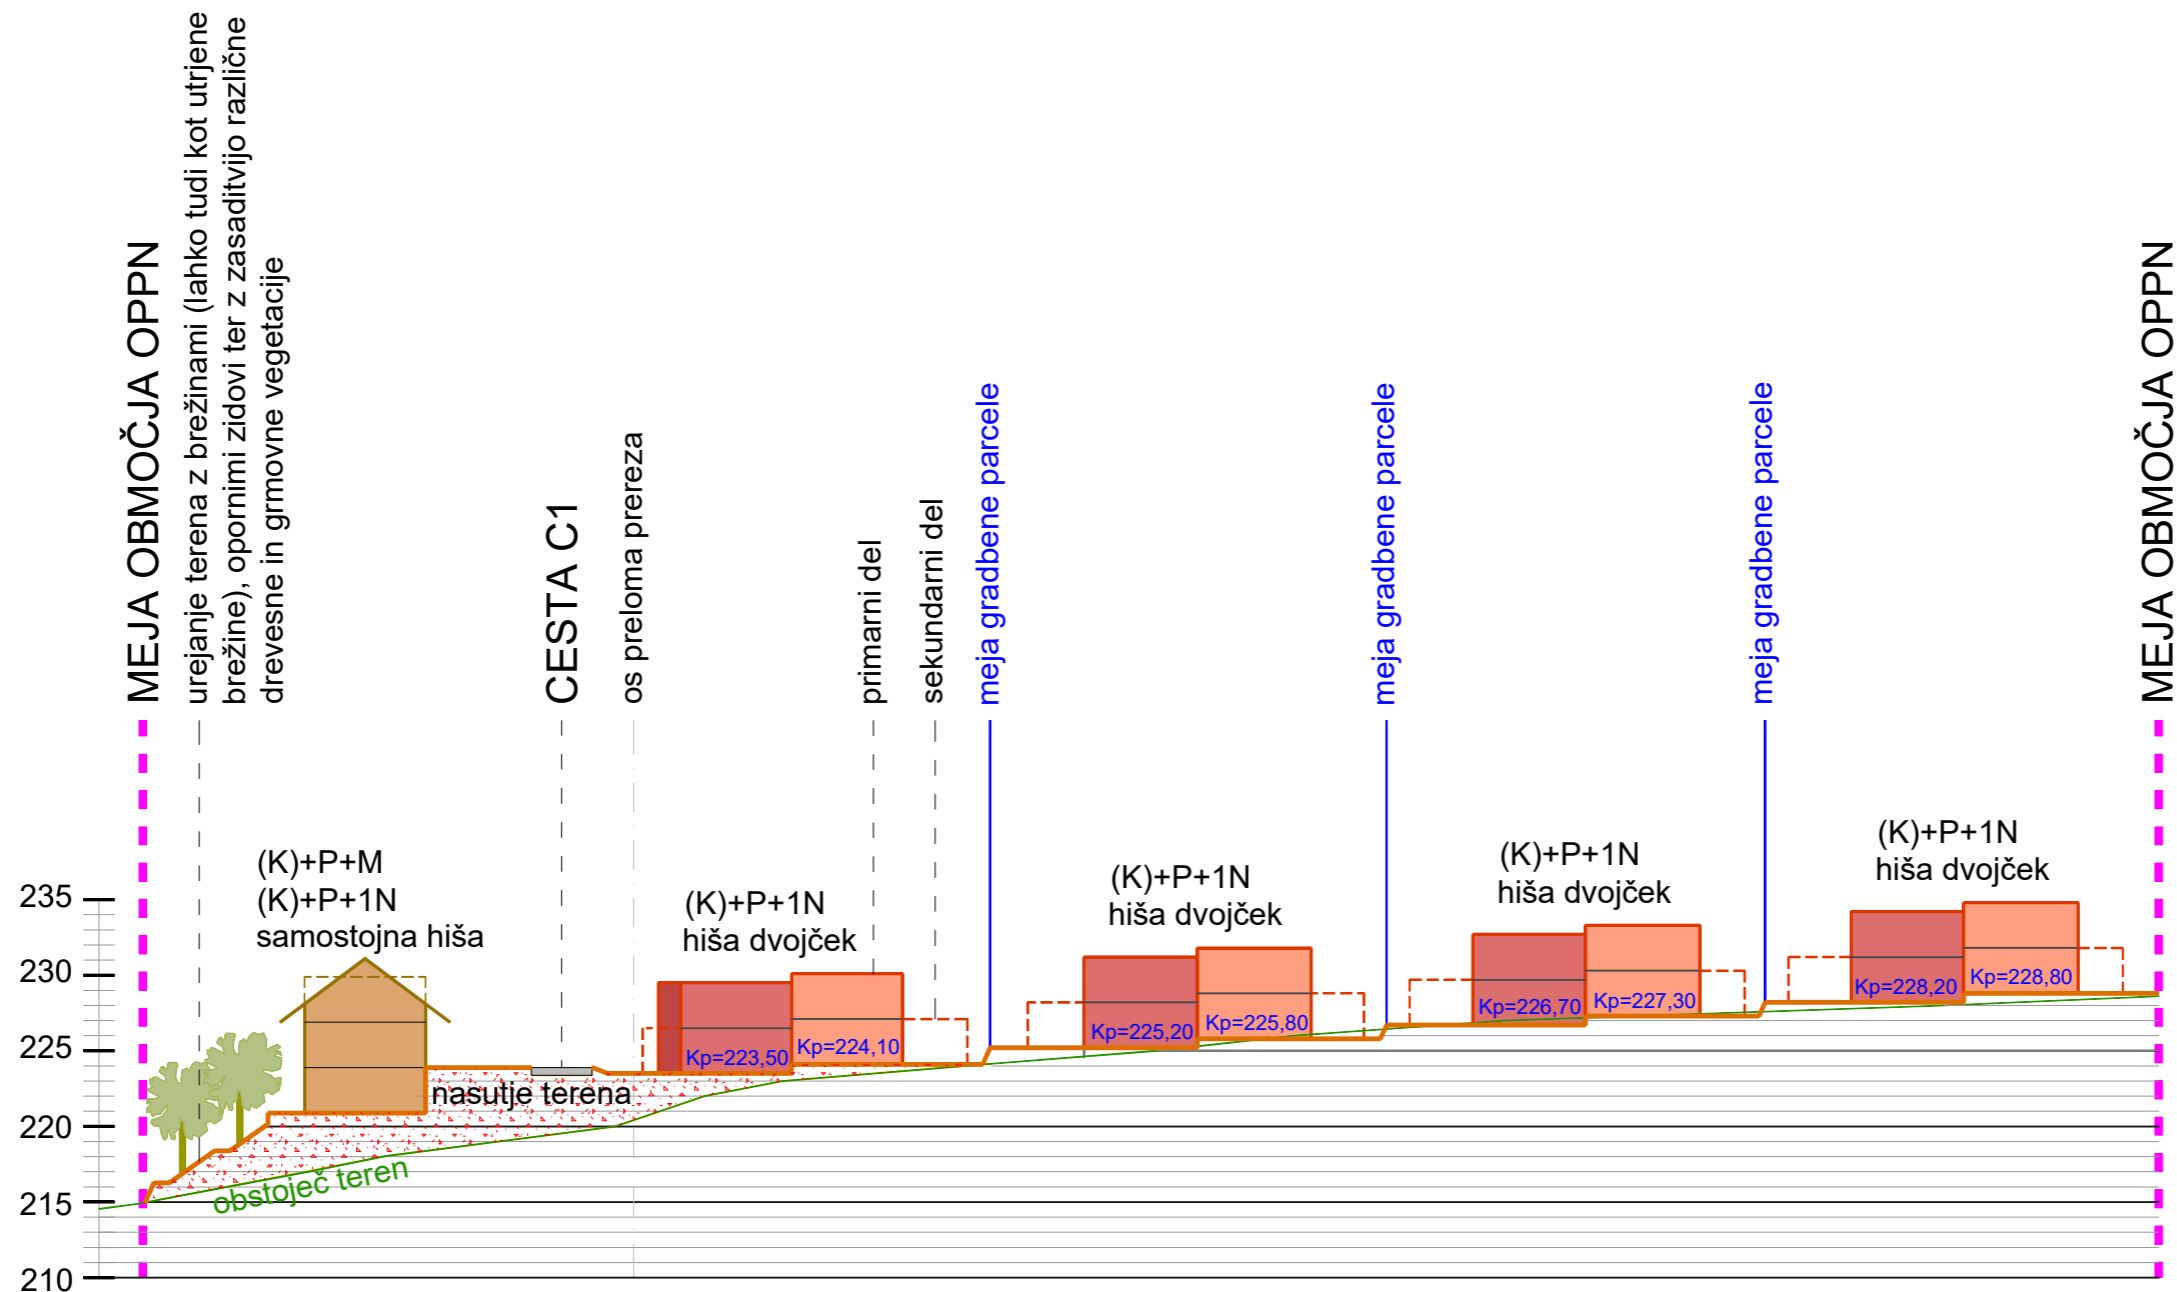 MEJA OBMOČJA OPPN
urejanje terena z brežinami (lahko tudi kot utrjene
brežine), opornimi zidovi ter z zasaditvijo različne
drevesne in grmovne vegetacije
CESTA C1
os preloma prereza
primarni del
sekundarni del
meja gradbene parcele
meja gradbene parcele
meja gradbene parcele
MEJA OBMOČJA OPPN
(K)+P+M
(K)+P+1N
samostojna hiša
(K)+P+1N
hiša dvojček
(K)+P+1N
hiša dvojček
(K)+P+1N
hiša dvojček
(K)+P+1N
hiša dvojček
235
230
225
220
215
210
Kp=223,50
Kp=224,10
Kp=225,20
Kp=225,80
Kp=226,70
Kp=227,30
Kp=228,20
Kp=228,80
nasutje terena
obstoječ teren